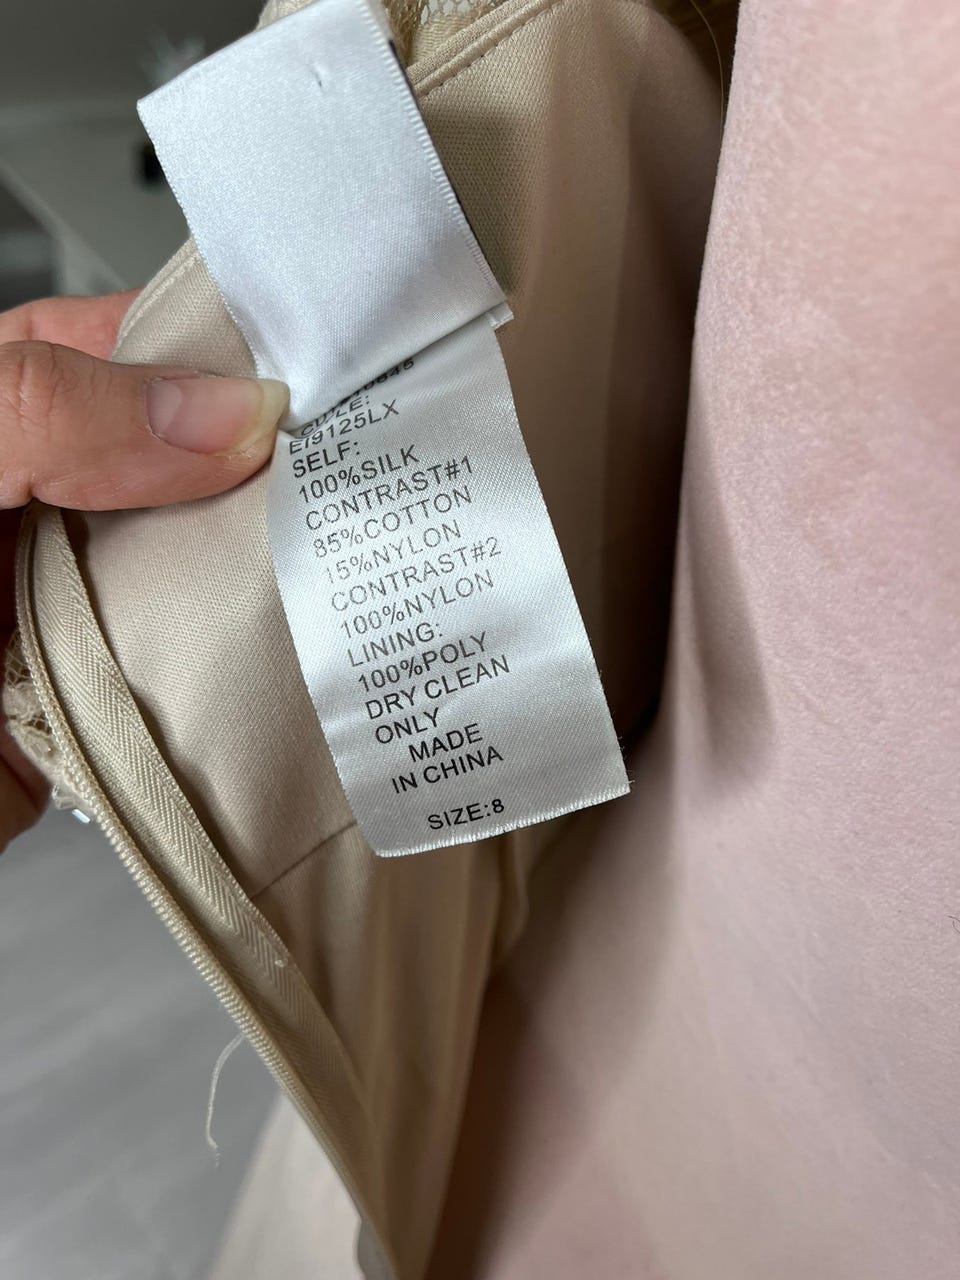 EI9125LX
SELF:
100%SILK
CONTRAST#1
85%COTTON
15%NYLON
CONTRAST#2
100%NYLON
LINING:
100%POLY
DRY CLEAN
ONLY
MADE
IN CHINA
SIZE:8